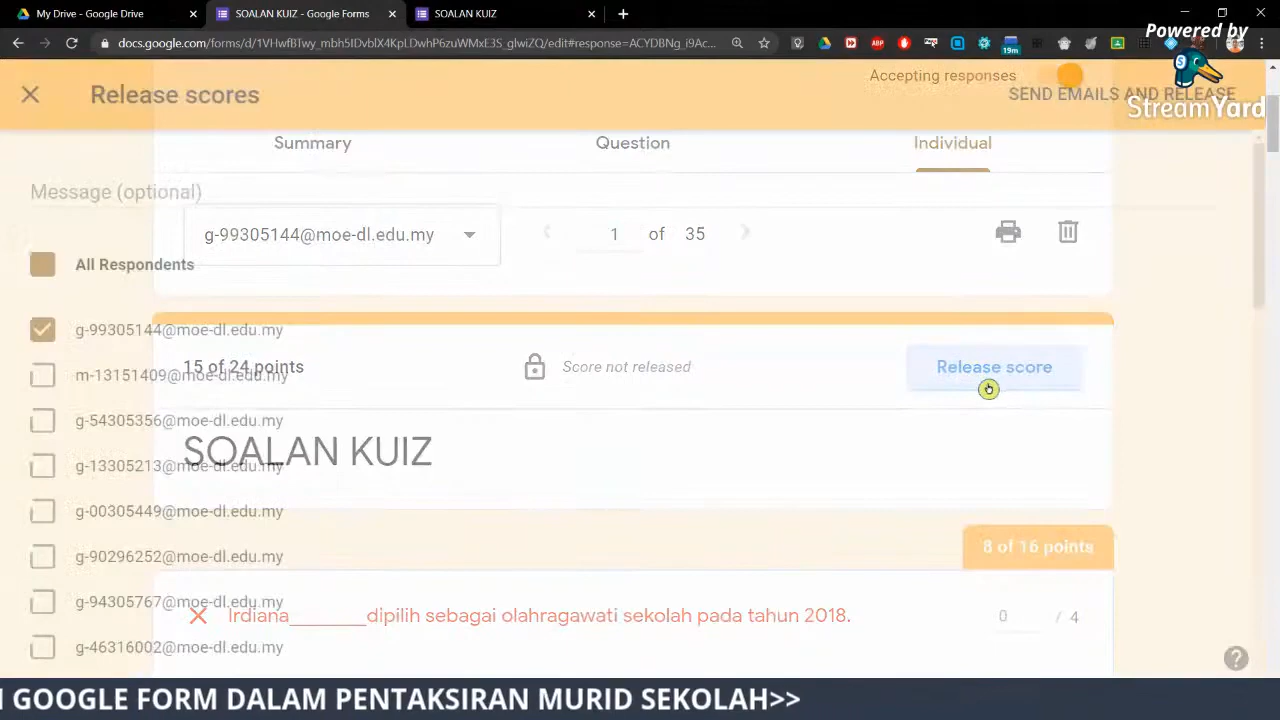 My Drive - Google Drive
SOALAN KUIZ - Google Forms
SOALAN KUIZ
Powered by
docs.google.com/forms/d/1VHwfBTwy_mbh5IDvblX4KpLDwhP6zuWMxE3S_glwiZQ/edit#response=ACYDBNg_i9Ac...
ABP
19m
StreamYard
Release scores
Accepting responses
SEND EMAILS AND RELEASE
Summary
Question
Individual
Message (optional)
g-99305144@moe-dl.edu.my
1 of 35
All Respondents
g-99305144@moe-dl.edu.my
15 of 24 points
Score not released
Release score
m-13151409@moe-dl.edu.my
g-54305356@moe-dl.edu.my
SOALAN KUIZ
g-13305213@moe-dl.edu.my
g-00305449@moe-dl.edu.my
g-90296252@moe-dl.edu.my
8 of 16 points
g-94305767@moe-dl.edu.my
Irdiana________dipilih sebagai olahragawati sekolah pada tahun 2018.
0 / 4
g-46316002@moe-dl.edu.my
GOOGLE FORM DALAM PENTAKSIRAN MURID SEKOLAH>>